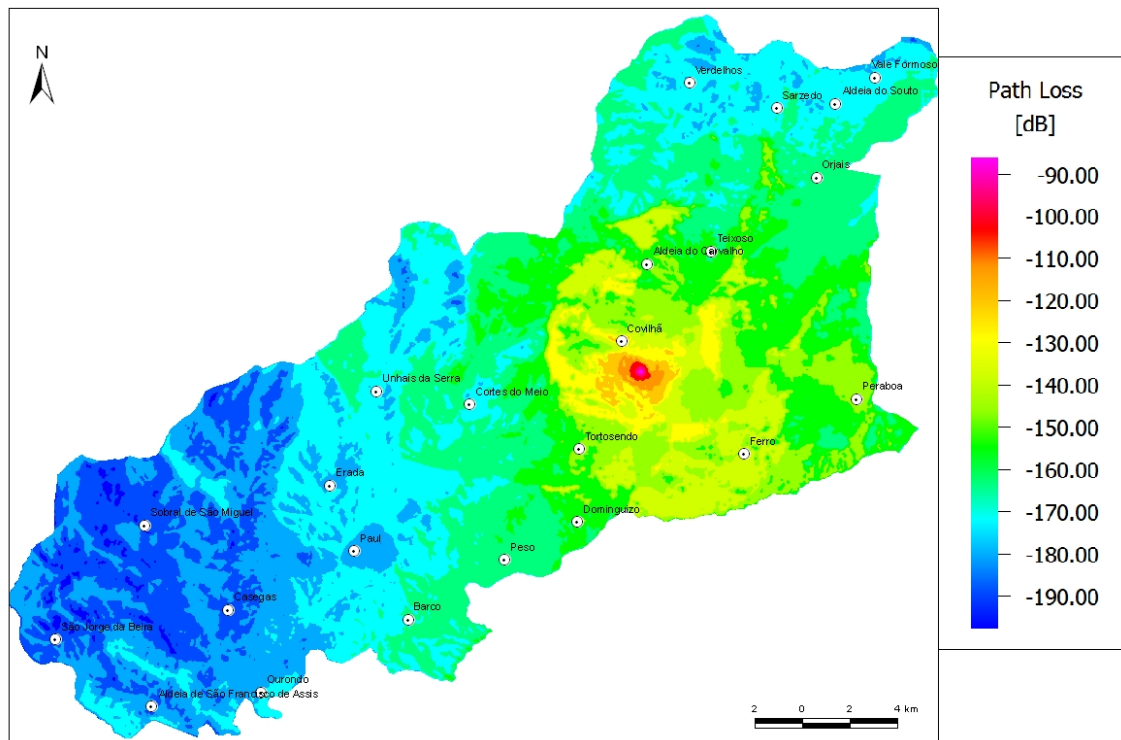 N
Vale Formoso
Verdelhos
Aldeia do Souto
Sarzedo
Orjais
Teixoso
Aldeia do Carvalho
Covilhã
Unhais da Serra
Cortes do Meio
Peraboa
Tortosendo
Ferro
Erada
Sobral de São Miguel
Dominguizo
Paul
Peso
Casegas
Barco
São Jorge da Beira
Ourondo
Aldeia de São Francisco de Assis
2 0 2 4 km
Path Loss
[dB]
-90.00
-100.00
-110.00
-120.00
-130.00
-140.00
-150.00
-160.00
-170.00
-180.00
-190.00